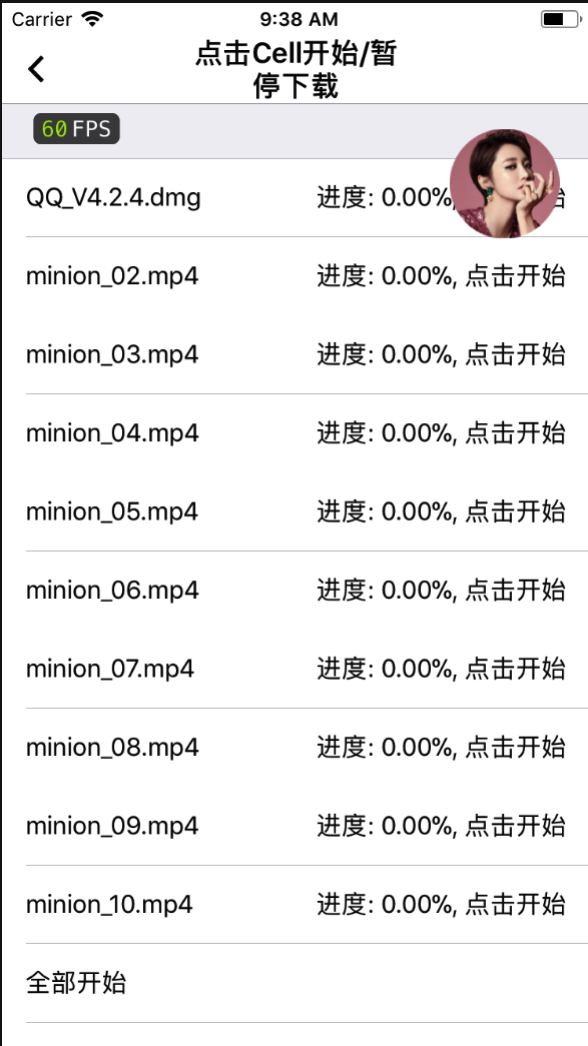 Carrier 9:38 AM
点击Cell开始/暂
停下载
60 FPS
QQ_V4.2.4.dmg 进度: 0.00%, 始
minion_02.mp4 进度: 0.00%, 点击开始
minion_03.mp4 进度: 0.00%, 点击开始
minion_04.mp4 进度: 0.00%, 点击开始
minion_05.mp4 进度: 0.00%, 点击开始
minion_06.mp4 进度: 0.00%, 点击开始
minion_07.mp4 进度: 0.00%, 点击开始
minion_08.mp4 进度: 0.00%, 点击开始
minion_09.mp4 进度: 0.00%, 点击开始
minion_10.mp4 进度: 0.00%, 点击开始
全部开始